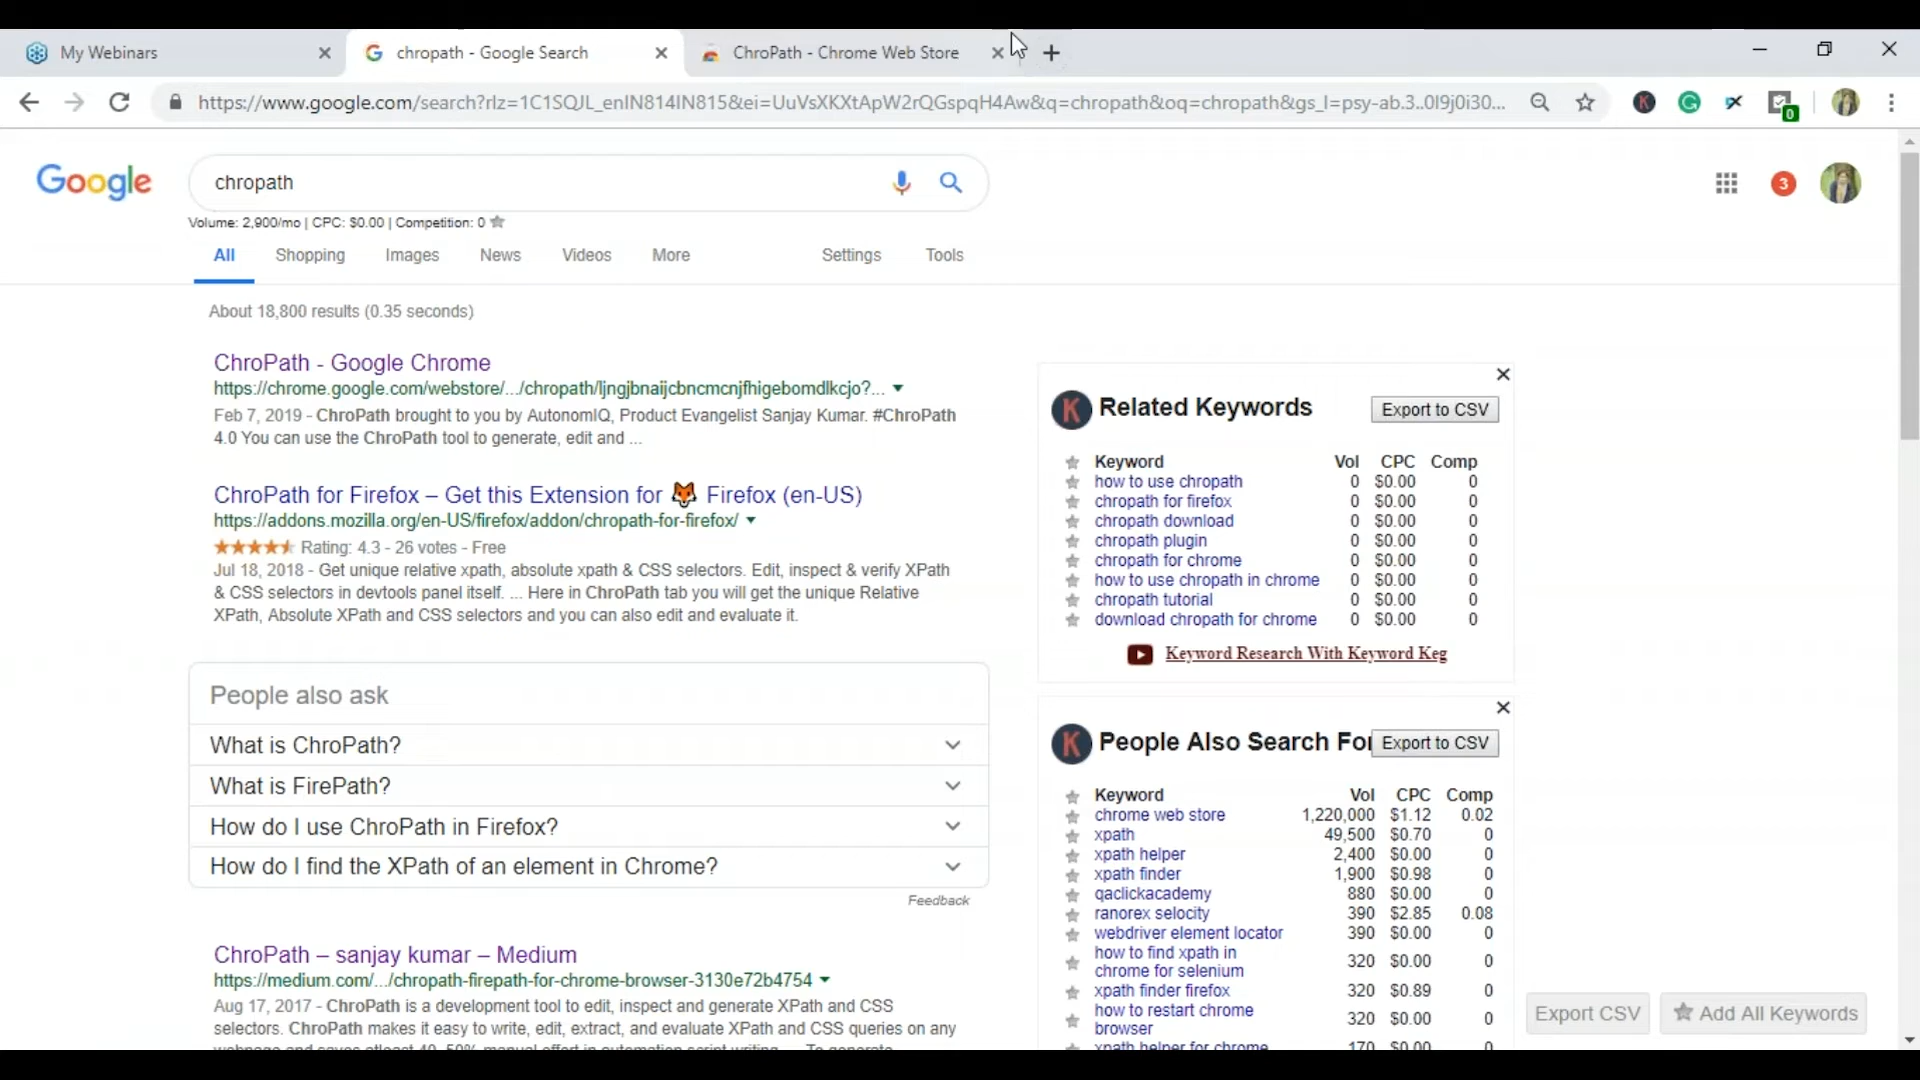 My Webinars
chropath - Google Search
ChroPath - Chrome Web Store
https://www.google.com/search?rlz=1C1SQJL_enIN814IN815&ei=UuVsXKXtApW2rQGspqH4Aw&q=chropath&oq=chropath&gs_l=psy-ab.3..0l9j0i30...
0
Google
chropath
3
Volume: 2,900/mo | CPC: $0.00 | Competition: 0
All Shopping Images News Videos More Settings Tools
About 18,800 results (0.35 seconds)
ChroPath - Google Chrome
https://chrome.google.com/webstore/.../chropath/ljngjbnaijcbncmcnjfhigebomdlkcjo?...
Feb 7, 2019 - ChroPath brought to you by AutonomIQ, Product Evangelist Sanjay Kumar. #ChroPath
4.0 You can use the ChroPath tool to generate, edit and ...
ChroPath for Firefox – Get this Extension for 🦊 Firefox (en-US)
https://addons.mozilla.org/en-US/firefox/addon/chropath-for-firefox/
Rating: 4.3 - 26 votes - Free
Jul 18, 2018 - Get unique relative xpath, absolute xpath & CSS selectors. Edit, inspect & verify XPath
& CSS selectors in devtools panel itself. ... Here in ChroPath tab you will get the unique Relative
XPath, Absolute XPath and CSS selectors and you can also edit and evaluate it.
People also ask
What is ChroPath?
What is FirePath?
How do I use ChroPath in Firefox?
How do I find the XPath of an element in Chrome?
Feedback
ChroPath – sanjay kumar – Medium
https://medium.com/.../chropath-firepath-for-chrome-browser-3130e72b4754
Aug 17, 2017 - ChroPath is a development tool to edit, inspect and generate XPath and CSS
selectors. ChroPath makes it easy to write, edit, extract, and evaluate XPath and CSS queries on any
K Related Keywords Export to CSV
Keyword Vol CPC Comp
how to use chropath 0 $0.00 0
chropath for firefox 0 $0.00 0
chropath download 0 $0.00 0
chropath plugin 0 $0.00 0
chropath for chrome 0 $0.00 0
how to use chropath in chrome 0 $0.00 0
chropath tutorial 0 $0.00 0
download chropath for chrome 0 $0.00 0
Keyword Research With Keyword Keg
K People Also Search For Export to CSV
Keyword Vol CPC Comp
chrome web store 1,220,000 $1.12 0.02
xpath 49,500 $0.70 0
xpath helper 2,400 $0.00 0
xpath finder 1,900 $0.98 0
qaclickacademy 880 $0.00 0
ranorex selocity 390 $2.85 0.08
webdriver element locator 390 $0.00 0
how to find xpath in
chrome for selenium 320 $0.00 0
xpath finder firefox 320 $0.89 0
how to restart chrome
browser 320 $0.00 0
xpath helper for chrome 170 $0.00 0
Export CSV
Add All Keywords